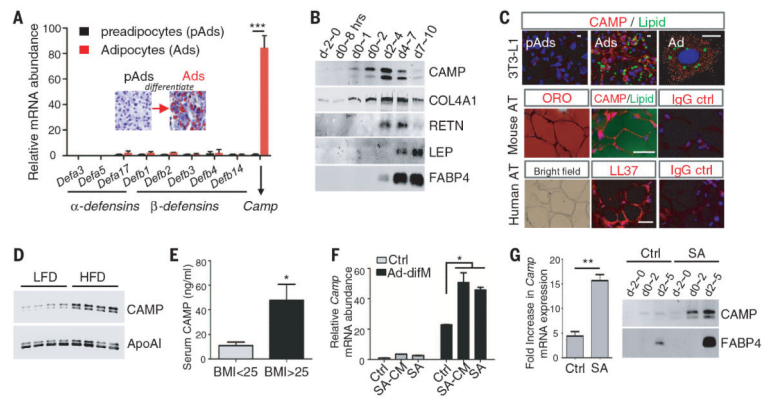 A
preadipocytes (pAds)
Adipocytes (Ads)
***
Relative mRNA abundance
100
80
60
40
20
0
pAds
Ads
differentiate
Defa3
Defa5
Defa17
Defb1
Defb2
Defb3
Defb4
Defb14
α-defensins
β-defensins
Camp
B
d-2~0
d0~8 hrs
d0~1
d0~2
d2~4
d4~7
d7~10
CAMP
COL4A1
RETN
LEP
FABP4
C
CAMP / Lipid
3T3-L1
pAds
Ads
Ad
Mouse AT
ORO
CAMP/Lipid
IgG ctrl
Human AT
Bright field
LL37
IgG ctrl
D
LFD
HFD
CAMP
ApoAI
E
Serum CAMP (ng/ml)
80
60
40
20
0
*
BMI<25
BMI>25
F
Ctrl
Ad-difM
*
Relative Camp
mRNA abundance
60
40
20
0
Ctrl
SA-CM
SA
Ctrl
SA-CM
SA
G
Fold Increase in Camp
mRNA expression
20
15
10
5
0
**
Ctrl
SA
Ctrl
SA
d-2~0
d0~2
d2~5
d-2~0
d0~2
d2~5
CAMP
FABP4